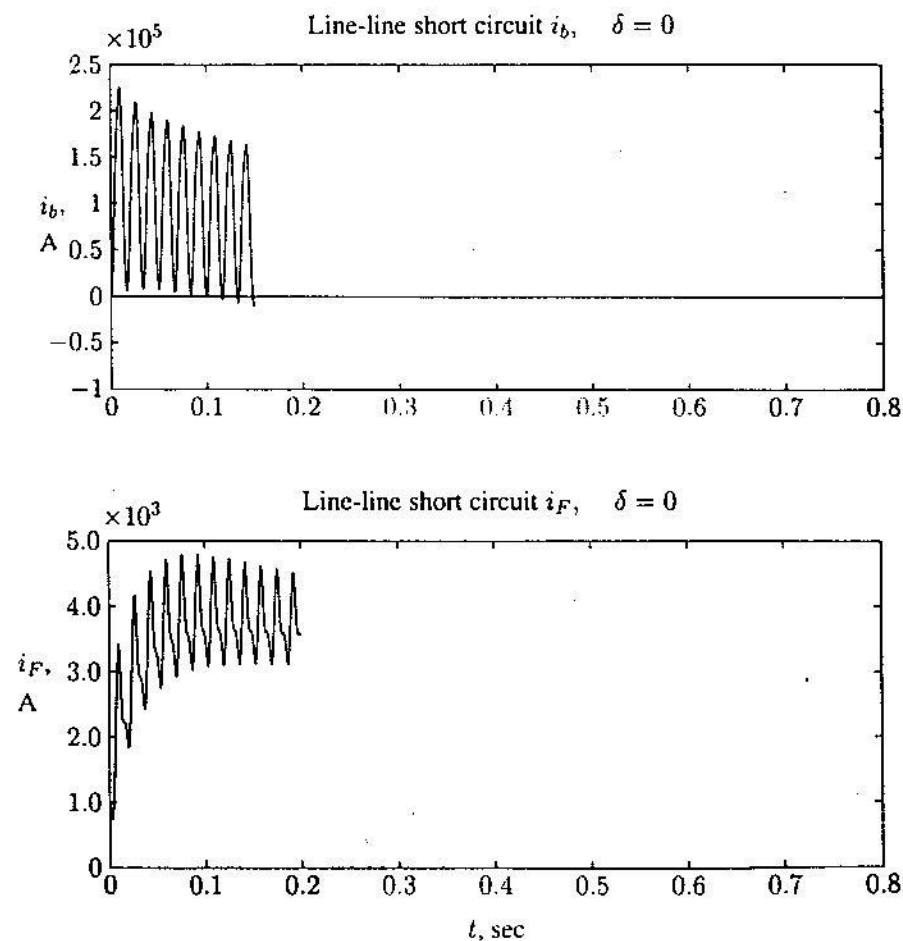 Line-line short circuit i_b, δ = 0
×10^5
2.5
2
1.5
i_b, 1
A 0.5
0
−0.5
−1
0 0.1 0.2 0.3 0.4 0.5 0.6 0.7 0.8
Line-line short circuit i_F, δ = 0
×10^3
5.0
4.0
i_F, 3.0
A
2.0
1.0
0
0 0.1 0.2 0.3 0.4 0.5 0.6 0.7 0.8
t, sec